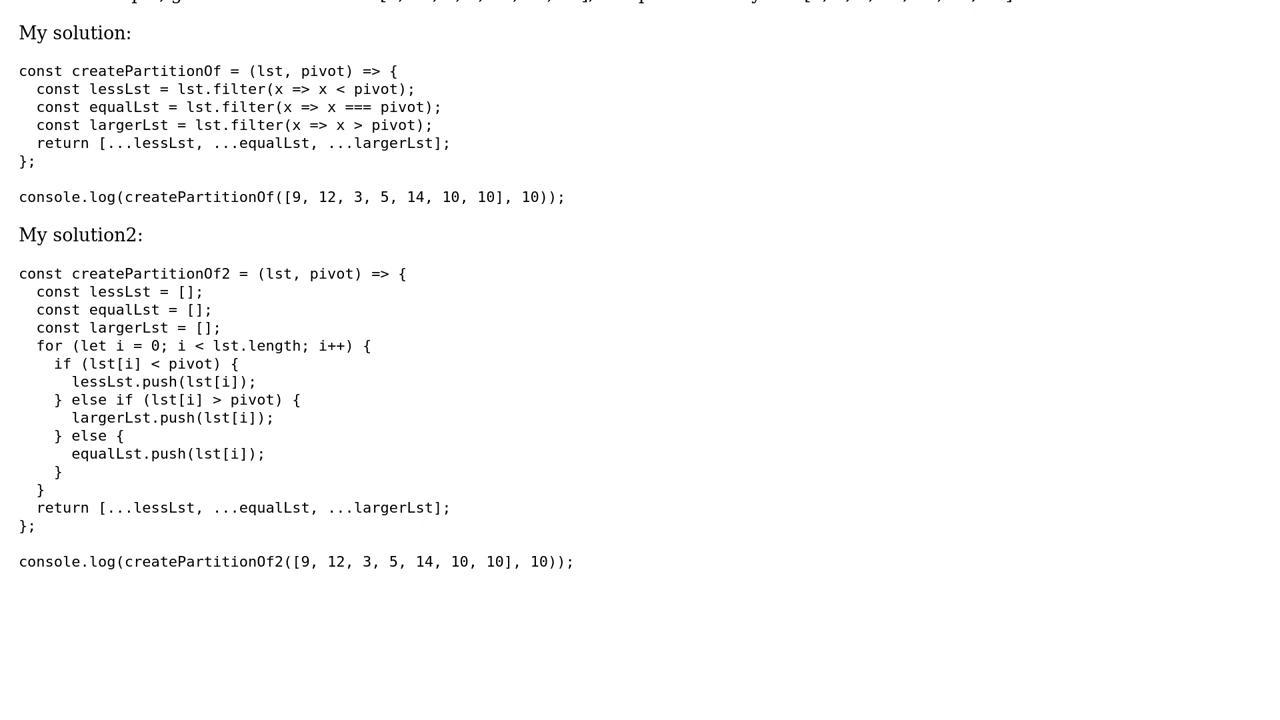 My solution:
const createPartitionOf = (lst, pivot) => {
  const lessLst = lst.filter(x => x < pivot);
  const equalLst = lst.filter(x => x === pivot);
  const largerLst = lst.filter(x => x > pivot);
  return [...lessLst, ...equalLst, ...largerLst];
};
console.log(createPartitionOf([9, 12, 3, 5, 14, 10, 10], 10));
My solution2:
const createPartitionOf2 = (lst, pivot) => {
  const lessLst = [];
  const equalLst = [];
  const largerLst = [];
  for (let i = 0; i < lst.length; i++) {
    if (lst[i] < pivot) {
      lessLst.push(lst[i]);
    } else if (lst[i] > pivot) {
      largerLst.push(lst[i]);
    } else {
      equalLst.push(lst[i]);
    }
  }
  return [...lessLst, ...equalLst, ...largerLst];
};
console.log(createPartitionOf2([9, 12, 3, 5, 14, 10, 10], 10));